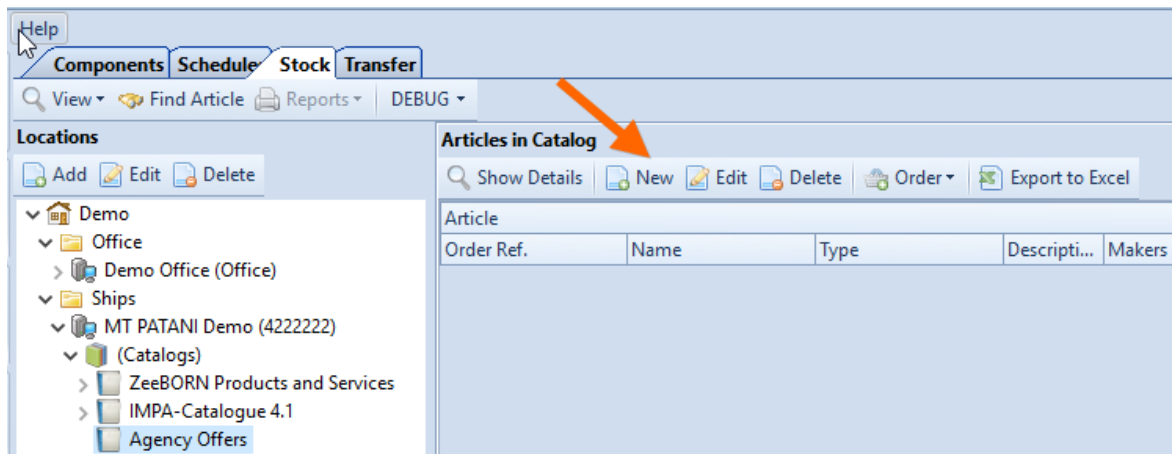 Help
Components Schedule Stock Transfer
View Find Article Reports DEBUG
Locations
Add Edit Delete
Demo
Office
Demo Office (Office)
Ships
MT PATANI Demo (4222222)
(Catalogs)
ZeeBORN Products and Services
IMPA-Catalogue 4.1
Agency Offers
Articles in Catalog
Show Details New Edit Delete Order Export to Excel
Article
Order Ref. Name Type Descripti... Makers